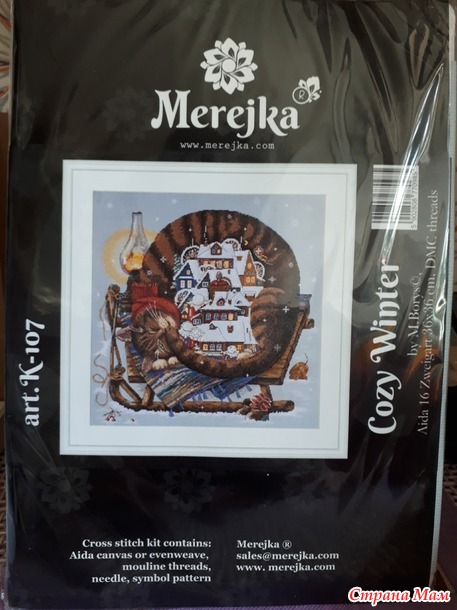 Merejka ®
www.merejka.com
art.K-107
Cozy Winter
by M.Borys©,
Aida 16 Zweigart 36x36 cm, DMC threads
Cross stitch kit contains:
Aida canvas or evenweave,
mouline threads,
needle, symbol pattern
Merejka ®
sales@merejka.com
www. merejka.com
Страна Мам